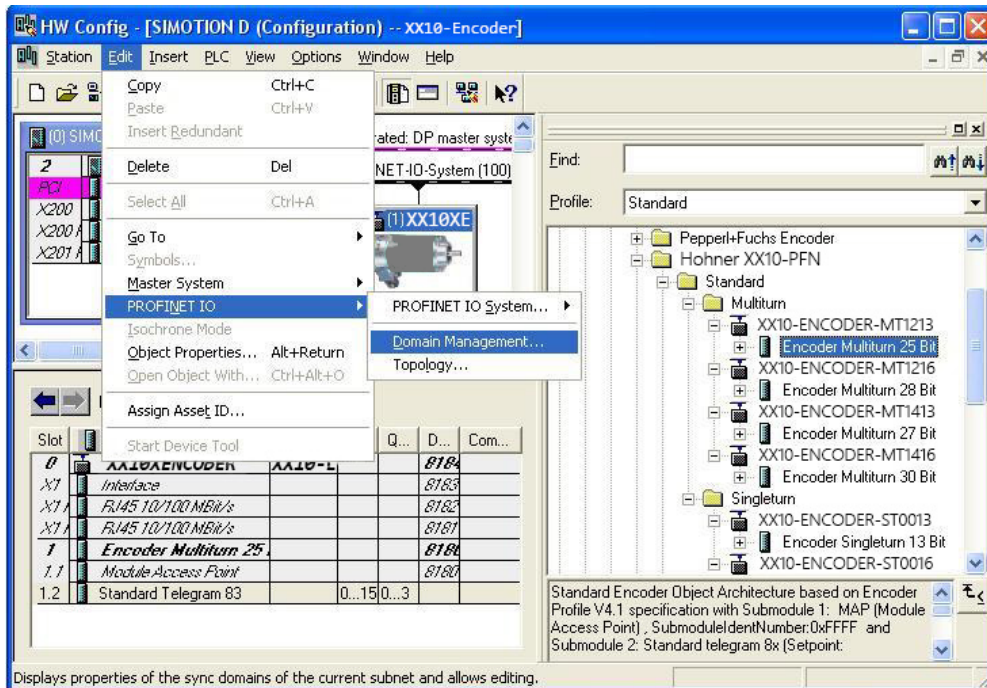 HW Config - [SIMOTION D (Configuration) -- XX10-Encoder]
Station Edit Insert PLC View Options Window Help
Copy Ctrl+C
Paste Ctrl+V
Insert Redundant
Delete Del
Select All Ctrl+A
Go To
Symbols...
Master System
PROFINET IO
Isochrone Mode
Object Properties... Alt+Return
Open Object With... Ctrl+Alt+O
Assign Asset ID...
Start Device Tool
PROFINET IO System...
Domain Management...
Topology...
(0) SIMO
2
PCI
X200
X200
X201
rated: DP master syste
NET-IO-System (100)
(1) XX10XE
Find:
Profile: Standard
Pepperl+Fuchs Encoder
Hohner XX10-PFN
Standard
Multiturn
XX10-ENCODER-MT1213
Encoder Multiturn 25 Bit
XX10-ENCODER-MT1216
Encoder Multiturn 28 Bit
XX10-ENCODER-MT1413
Encoder Multiturn 27 Bit
XX10-ENCODER-MT1416
Encoder Multiturn 30 Bit
Singleturn
XX10-ENCODER-ST0013
Encoder Singleturn 13 Bit
XX10-ENCODER-ST0016
Slot Q... D... Com...
0 XX10XENCODER XX10-E 8184
X1 Interface 8183
X1 RJ45 10/100 MBit/s 8182
X1 RJ45 10/100 MBit/s 8181
1 Encoder Multiturn 25 8180
1.1 Module Access Point 8180
1.2 Standard Telegram 83 0...15 0...3
Standard Encoder Object Architecture based on Encoder
Profile V4.1 specification with Submodule 1: MAP (Module
Access Point) , SubmoduleIdentNumber:0xFFFF and
Submodule 2: Standard telegram 8x (Setpoint:
Displays properties of the sync domains of the current subnet and allows editing.